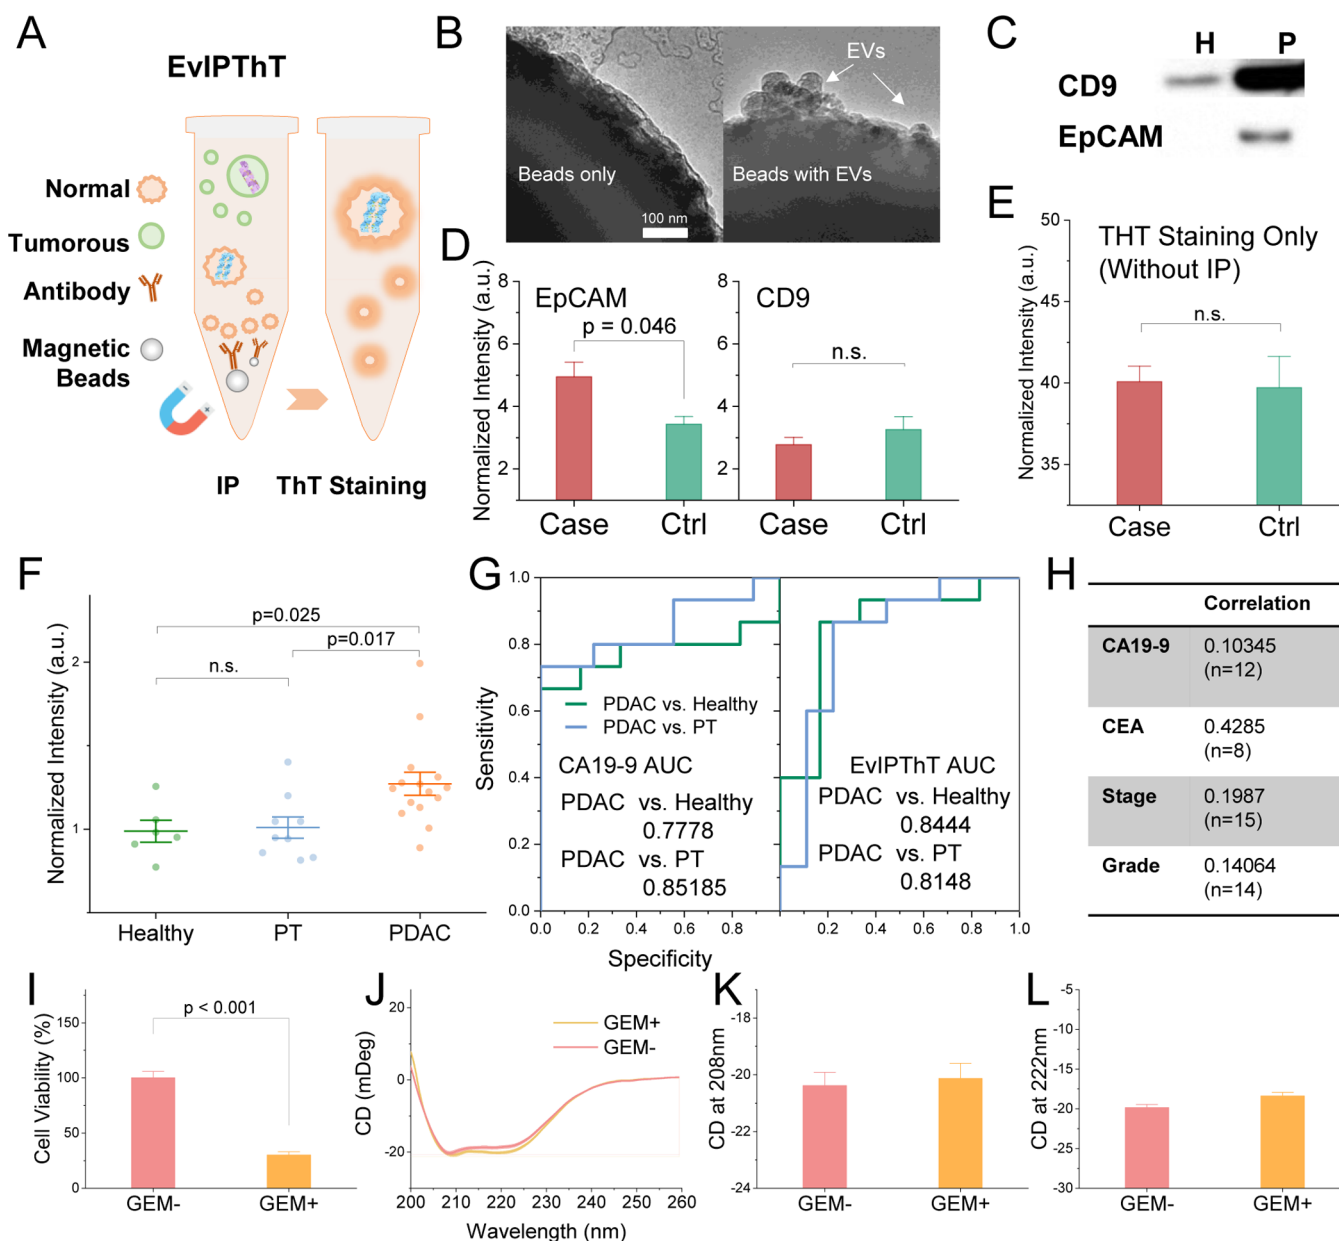 A
EvIPThT
Normal
Tumorous
Antibody
Magnetic
Beads
IP
ThT Staining
B
EVs
Beads only
Beads with EVs
100 nm
C
H
P
CD9
EpCAM
D
Normalized Intensity (a.u.)
8
6
4
2
EpCAM
p = 0.046
Case
Ctrl
8
6
4
2
CD9
n.s.
Case
Ctrl
E
Normalized Intensity (a.u.)
50
45
40
35
THT Staining Only
(Without IP)
n.s.
Case
Ctrl
F
Normalized Intensity (a.u.)
2
1
p=0.025
p=0.017
n.s.
Healthy
PT
PDAC
G
Sensitivity
1.0
0.8
0.6
0.4
0.2
0.0
PDAC vs. Healthy
PDAC vs. PT
CA19-9 AUC
PDAC vs. Healthy
0.7778
PDAC vs. PT
0.85185
EvIPThT AUC
PDAC vs. Healthy
0.8444
PDAC vs. PT
0.8148
0.0 0.2 0.4 0.6 0.8
0.2 0.4 0.6 0.8 1.0
Specificity
H
Correlation
CA19-9 0.10345
(n=12)
CEA 0.4285
(n=8)
Stage 0.1987
(n=15)
Grade 0.14064
(n=14)
I
Cell Viability (%)
150
100
50
0
p < 0.001
GEM-
GEM+
J
CD (mDeg)
20
0
-20
GEM+
GEM-
200 210 220 230 240 250 260
Wavelength (nm)
K
CD at 208nm
-18
-20
-22
-24
GEM-
GEM+
L
CD at 222nm
-5
-10
-15
-20
-25
-30
GEM-
GEM+